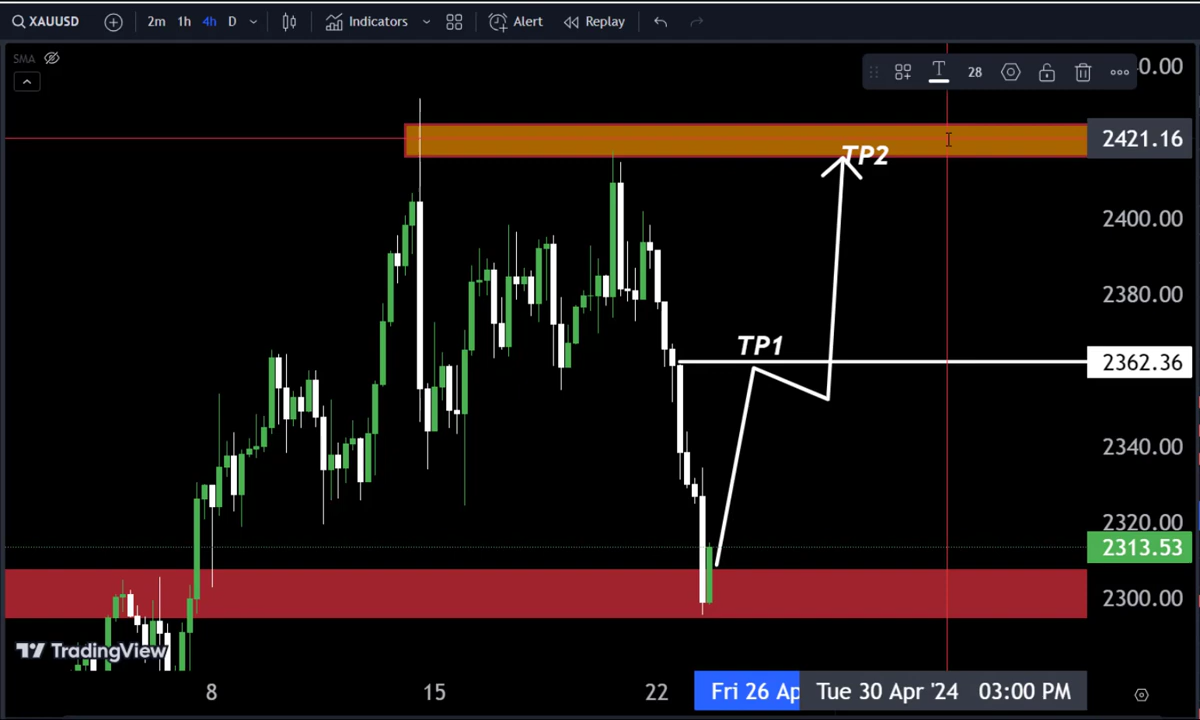 XAUUSD 2m 1h 4h D Indicators Alert Replay
SMA
28
0.00
2421.16
TP2
2400.00
2380.00
TP1
2362.36
2340.00
2320.00
2313.53
2300.00
TradingView
8 15 22 Fri 26 Ap Tue 30 Apr '24 03:00 PM